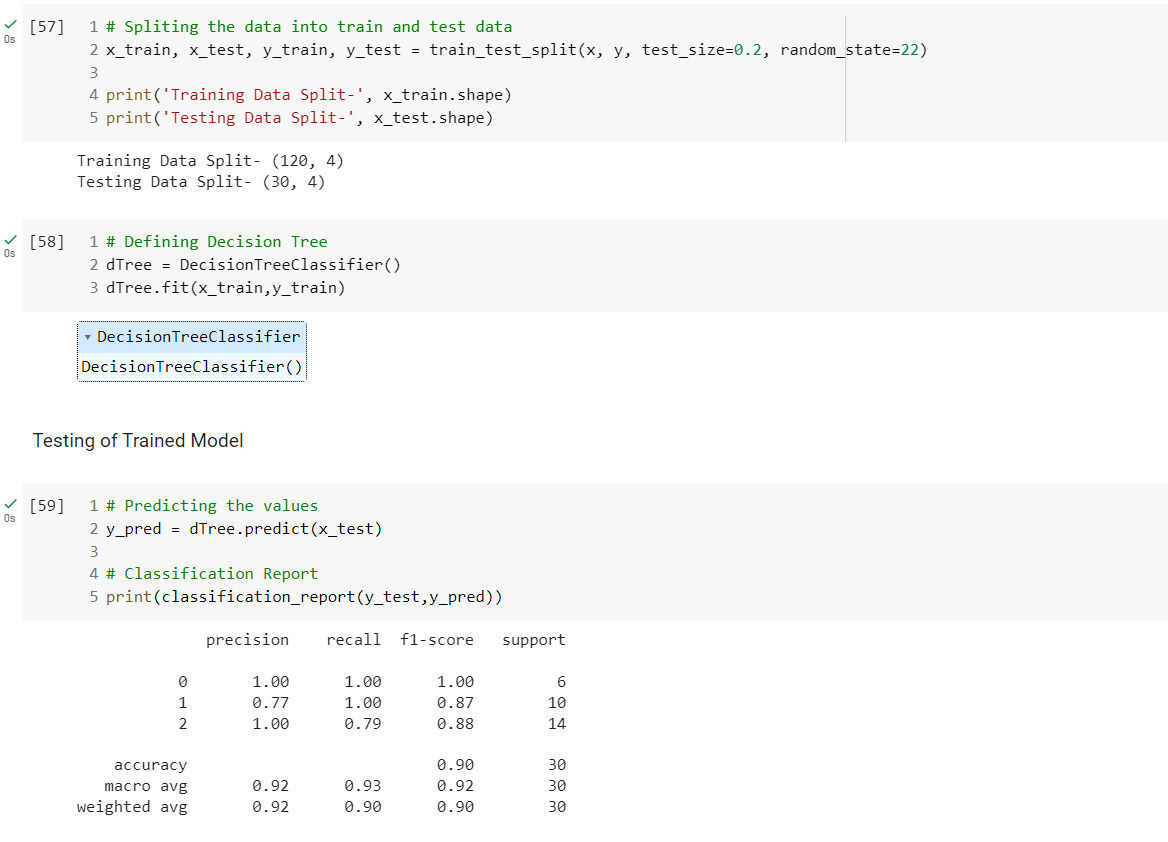 [57] 1 # Spliting the data into train and test data
0s 2 x_train, x_test, y_train, y_test = train_test_split(x, y, test_size=0.2, random_state=22)
3
4 print('Training Data Split-', x_train.shape)
5 print('Testing Data Split-', x_test.shape)
Training Data Split- (120, 4)
Testing Data Split- (30, 4)
[58] 1 # Defining Decision Tree
0s 2 dTree = DecisionTreeClassifier()
3 dTree.fit(x_train,y_train)
DecisionTreeClassifier
DecisionTreeClassifier()
Testing of Trained Model
[59] 1 # Predicting the values
0s 2 y_pred = dTree.predict(x_test)
3
4 # Classification Report
5 print(classification_report(y_test,y_pred))
precision recall f1-score support
0 1.00 1.00 1.00 6
1 0.77 1.00 0.87 10
2 1.00 0.79 0.88 14
accuracy 0.90 30
macro avg 0.92 0.93 0.92 30
weighted avg 0.92 0.90 0.90 30